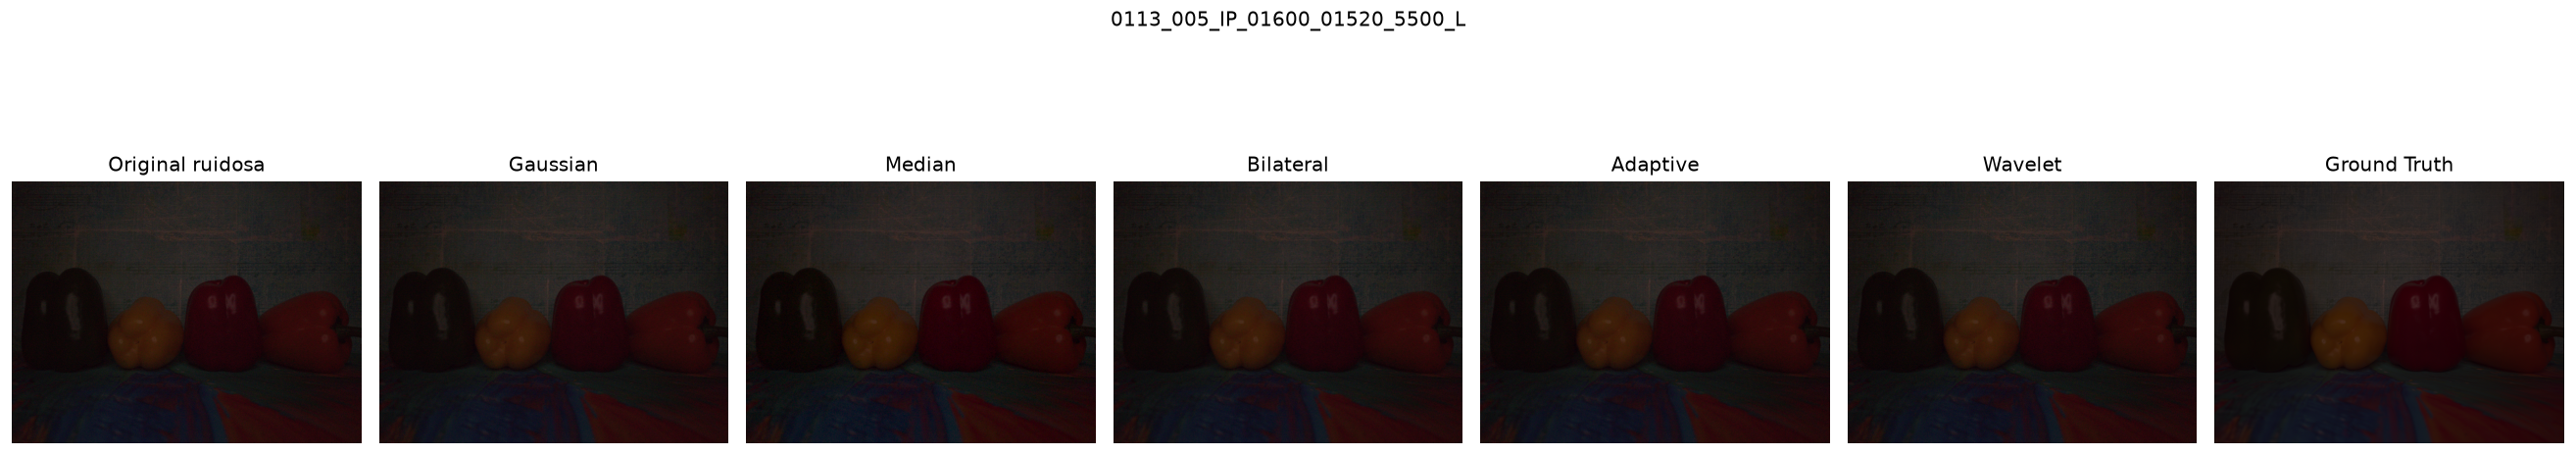 0113_005_IP_01600_01520_5500_L
Original ruidosa
Gaussian
Median
Bilateral
Adaptive
Wavelet
Ground Truth